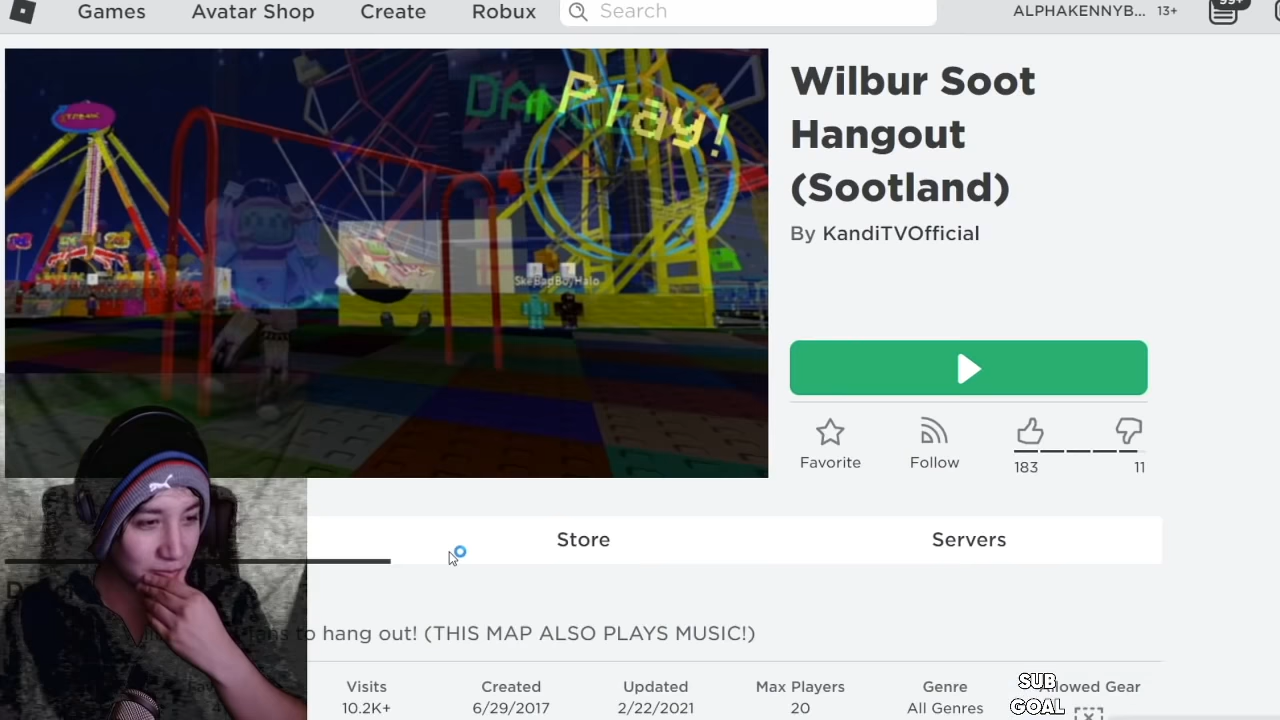 Games Avatar Shop Create Robux Search ALPHAKENNYB... 13+ 99+
Play!
Wilbur Soot
Hangout
(Sootland)
By KandiTVOfficial
Favorite Follow 183 11
Store Servers
to hang out! (THIS MAP ALSO PLAYS MUSIC!)
Visits Created Updated Max Players Genre Allowed Gear
10.2K+ 6/29/2017 2/22/2021 20 All Genres
SUB
GOAL